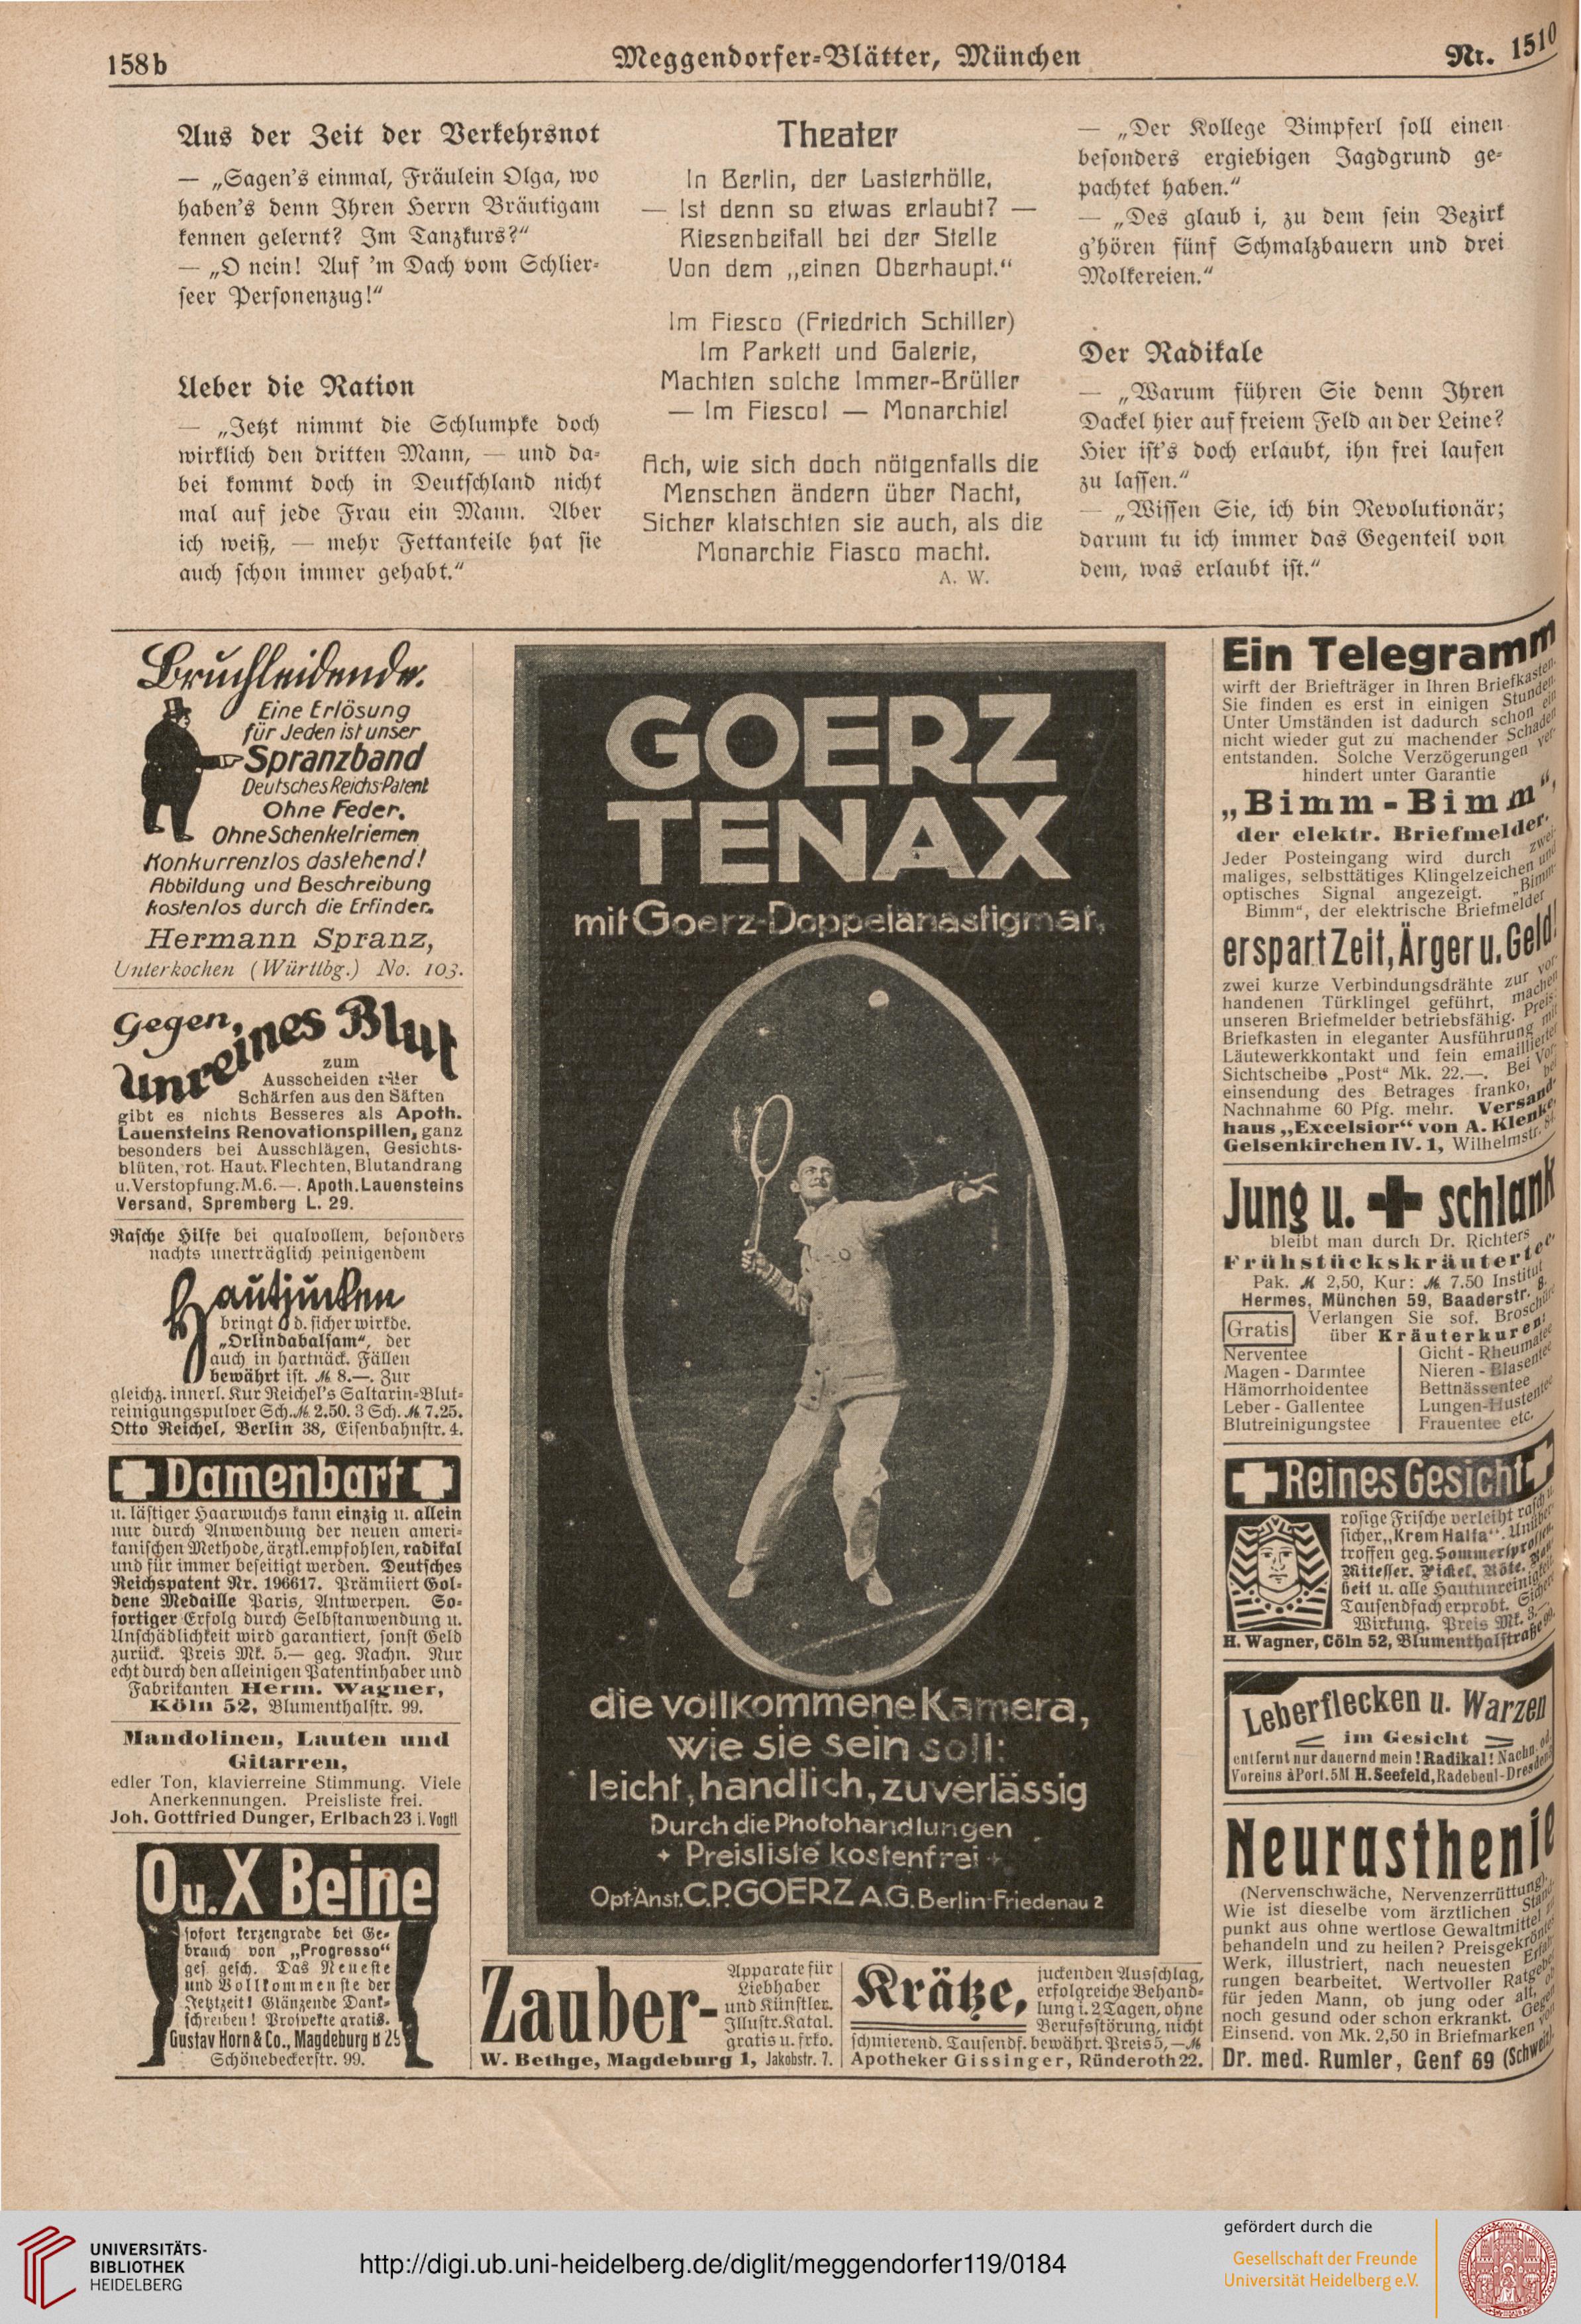 158b
Meggendorfer-Blätter, München
Nr. 1510
Aus der Zeit der Verkehrsnot
— „Sagen's einmal, Fräulein Olga, wo
haben's denn Ihren Herrn Bräutigam
kennen gelernt? Im Tanzkurs?“
— „O nein! Auf 'm Dach vom Schlier-
seer Personenzug!“
Ueber die Ration
— „Jetzt nimmt die Schlumpke doch
wirklich den dritten Mann, — und da-
bei kommt doch in Deutschland nicht
mal auf jede Frau ein Mann. Aber
ich weiß, — mehr Fettanteile hat sie
auch schon immer gehabt.“
Theater
In Berlin, der Lasterhölle,
— Ist denn so etwas erlaubt? —
Riesenbeifall bei der Stelle
Von dem „einen Oberhaupt.“
Im Fiesco (Friedrich Schiller)
Im Parkett und Galerie,
Machten solche Immer-Brüller
— Im Fiesco! — Monarchie!
Ach, wie sich doch nötgenfalls die
Menschen ändern über Nacht,
Sicher klatschten sie auch, als die
Monarchie Fiasco macht.
A. W.
— „Der Kollege Bimpferl soll einen
besonders ergiebigen Jagdgrund ge-
pachtet haben.“
— „Des glaub i, zu dem sein Bezirk
g'hören fünf Schmalzbauern und drei
Molkereien.“
Der Radikale
— „Warum führen Sie denn Ihren
Dackel hier auf freiem Feld an der Leine?
Hier ist's doch erlaubt, ihn frei laufen
zu lassen.“
— „Wissen Sie, ich bin Revolutionär;
darum tu ich immer das Gegenteil von
dem, was erlaubt ist.“
Bruchleidende.
Eine Erlösung
für Jeden ist unser
Spranzband
Deutsches Reichs-Patent
Ohne Feder.
Ohne Schenkelriemen
Konkurrenzlos dastehend!
Abbildung und Beschreibung
kostenlos durch die Erfinder.
Hermann Spranz,
Unterkochen (Württbg.) No. 103.
Gegen
unreines Blut
zum
Ausscheiden aller
Schärfen aus den Säften
gibt es nichts Besseres als Apoth.
Lauensteins Renovationspillen, ganz
besonders bei Ausschlägen, Gesichts-
blüten, rot. Haut. Flechten, Blutandrang
u. Verstopfung. M. 6.—. Apoth. Lauensteins
Versand, Spremberg L. 29.
Rasche Hilfe bei qualvollem, besonders
nachts unerträglich peinigendem
Hautjucken
bringt d. sicher wirkde.
„Orlindabalsam“, der
auch in hartnäck. Fällen
bewährt ist. ℳ 8.—. Zur
gleichz. innerl. Kur Reichel's Saltarin-Blut-
reinigungspulver Sch. ℳ 2.50. 3 Sch. ℳ 7.25.
Otto Reichel, Berlin 38, Eisenbahnstr. 4.
Damenbart
u. lästiger Haarwuchs kann einzig u. allein
nur durch Anwendung der neuen ameri-
kanischen Methode, ärztl. empfohlen, radikal
und für immer beseitigt werden. Deutsches
Reichspatent Nr. 196617. Prämiiert Gol-
dene Medaille Paris, Antwerpen. So-
fortiger Erfolg durch Selbstanwendung u.
Unschädlichkeit wird garantiert, sonst Geld
zurück. Preis Mk. 5.— geg. Nachn. Nur
echt durch den alleinigen Patentinhaber und
Fabrikanten Herm. Wagner,
Köln 52, Blumenthalstr. 99.
Mandolinen, Lauten und
Gitarren,
edler Ton, klavierreine Stimmung. Viele
Anerkennungen. Preisliste frei.
Joh. Gottfried Dunger, Erlbach 23 i. Vogtl
O u. X Beine
sofort kerzengrade bei Ge-
brauch von „Progresso“
ges. gesch. Das Neueste
und Vollkommenste der
Jetztzeit! Glänzende Dank-
schreiben! Prospekte gratis.
Gustav Horn & Co., Magdeburg B 25
Schönebeckerstr. 99.
GOERZ
TENAX
mit Goerz-Doppelanastigmat,
die vollkommene Kamera,
wie sie sein soll:
leicht, handlich, zuverlässig
Durch die Photohandlungen
+ Preisliste kostenfrei +
Opt. Anst. C.P. GOERZ A.G. Berlin-Friedenau 2
Zauber-
Apparate für
Liebhaber
und Künstler.
Illustr. Katal.
gratis u. frko.
W. Bethge, Magdeburg 1, Jakobstr. 7.
Krätze,
juckenden Ausschlag,
erfolgreiche Behand-
lung i. 2 Tagen, ohne
Berufsstörung, nicht
schmierend. Tausendf. bewährt. Preis 5,—ℳ
Apotheker Gissinger, Ründeroth 22.
Ein Telegramm
wirft der Briefträger in Ihren Briefkasten.
Sie finden es erst in einigen Stunden.
Unter Umständen ist dadurch schon ein
nicht wieder gut zu machender Schaden
entstanden. Solche Verzögerungen ver-
hindert unter Garantie
„Bimm-Bimm“,
der elektr. Briefmelder.
Jeder Posteingang wird durch zwei-
maliges, selbsttätiges Klingelzeichen und
optisches Signal angezeigt. „Bimm-
Bimm“, der elektrische Briefmelder
erspart Zeit, Ärger u. Geld!
zwei kurze Verbindungsdrähte zur vor-
handenen Türklingel geführt, machen
unseren Briefmelder betriebsfähig. Preis:
Briefkasten in eleganter Ausführung mit
Läutewerkkontakt und fein emaillierter
Sichtscheibe „Post“ Mk. 22.—. Bei Vor-
einsendung des Betrages franko, bei
Nachnahme 60 Pfg. mehr. Versand-
haus „Excelsior“ von A. Klenke,
Gelsenkirchen IV. 1, Wilhelmstr.
Jung u. schlank
bleibt man durch Dr. Richters
Frühstückskräutertee.
Pak. ℳ 2,50, Kur: ℳ 7.50 Institut
Hermes, München 59, Baaderstr. 8.
Verlangen Sie sof. Broschüre
Gratis
über Kräuterkuren!
Nerventee
Magen - Darmtee
Hämorrhoidentee
Leber - Gallentee
Blutreinigungstee
Gicht - Rheumatee
Nieren - Blasentee
Bettnässentee
Lungen-Hustentee
Frauentee etc.
Reines Gesicht
rosige Frische verleiht rasch u.
sicher „Krem Halfa“. Unüber-
troffen geg. Sommersprossen,
Mitesser, Pickel, Röte,
heit u. alle Hautunreinigkeit.
Tausendfach erprobt. Sichere
Wirkung. Preis Mk. 3.—
H. Wagner, Cöln 52, Blumenthalstraße 99.
Leberflecken u. Warzen
im Gesicht
entfernt nur dauernd mein! Radikal! Nachn. od.
Voreins à Port. 5M H. Seefeld, Radebeul-Dresden
Neurasthenie
(Nervenschwäche, Nervenzerrüttung).
Wie ist dieselbe vom ärztlichen Stand-
punkt aus ohne wertlose Gewaltmittel zu
behandeln und zu heilen? Preisgekröntes
Werk, illustriert, nach neuesten Erfah-
rungen bearbeitet. Wertvoller Ratgeber
für jeden Mann, ob jung oder alt, ob
noch gesund oder schon erkrankt. Gegen
Einsend. von Mk. 2,50 in Briefmarken von
Dr. med. Rumler, Genf 69 (Schweiz).
UNIVERSITÄTS-
BIBLIOTHEK
HEIDELBERG
http://digi.ub.uni-heidelberg.de/diglit/meggendorfer119/0184
gefördert durch die
Gesellschaft der Freunde
Universität Heidelberg e.V.